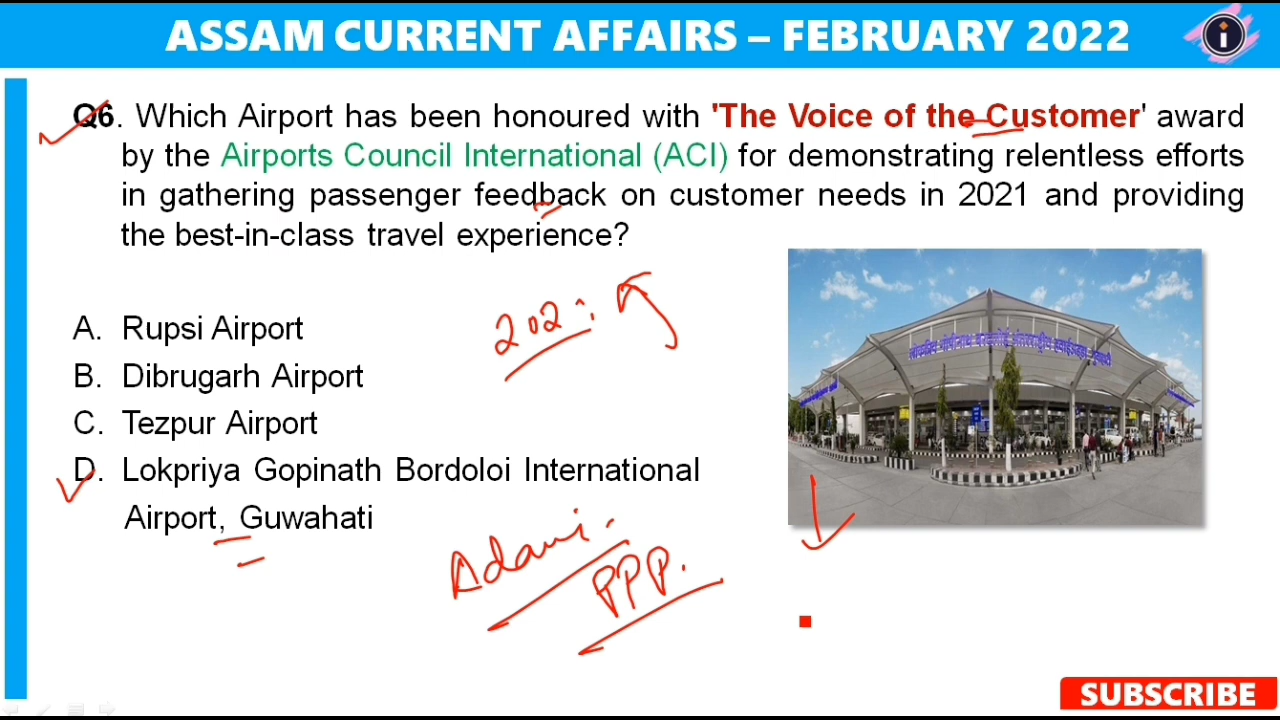 ASSAM CURRENT AFFAIRS – FEBRUARY 2022
Q6. Which Airport has been honoured with 'The Voice of the Customer' award
by the Airports Council International (ACI) for demonstrating relentless efforts
in gathering passenger feedback on customer needs in 2021 and providing
the best-in-class travel experience?
A. Rupsi Airport
B. Dibrugarh Airport
C. Tezpur Airport
D. Lokpriya Gopinath Bordoloi International
Airport, Guwahati
202
Adani
PPP.
SUBSCRIBE